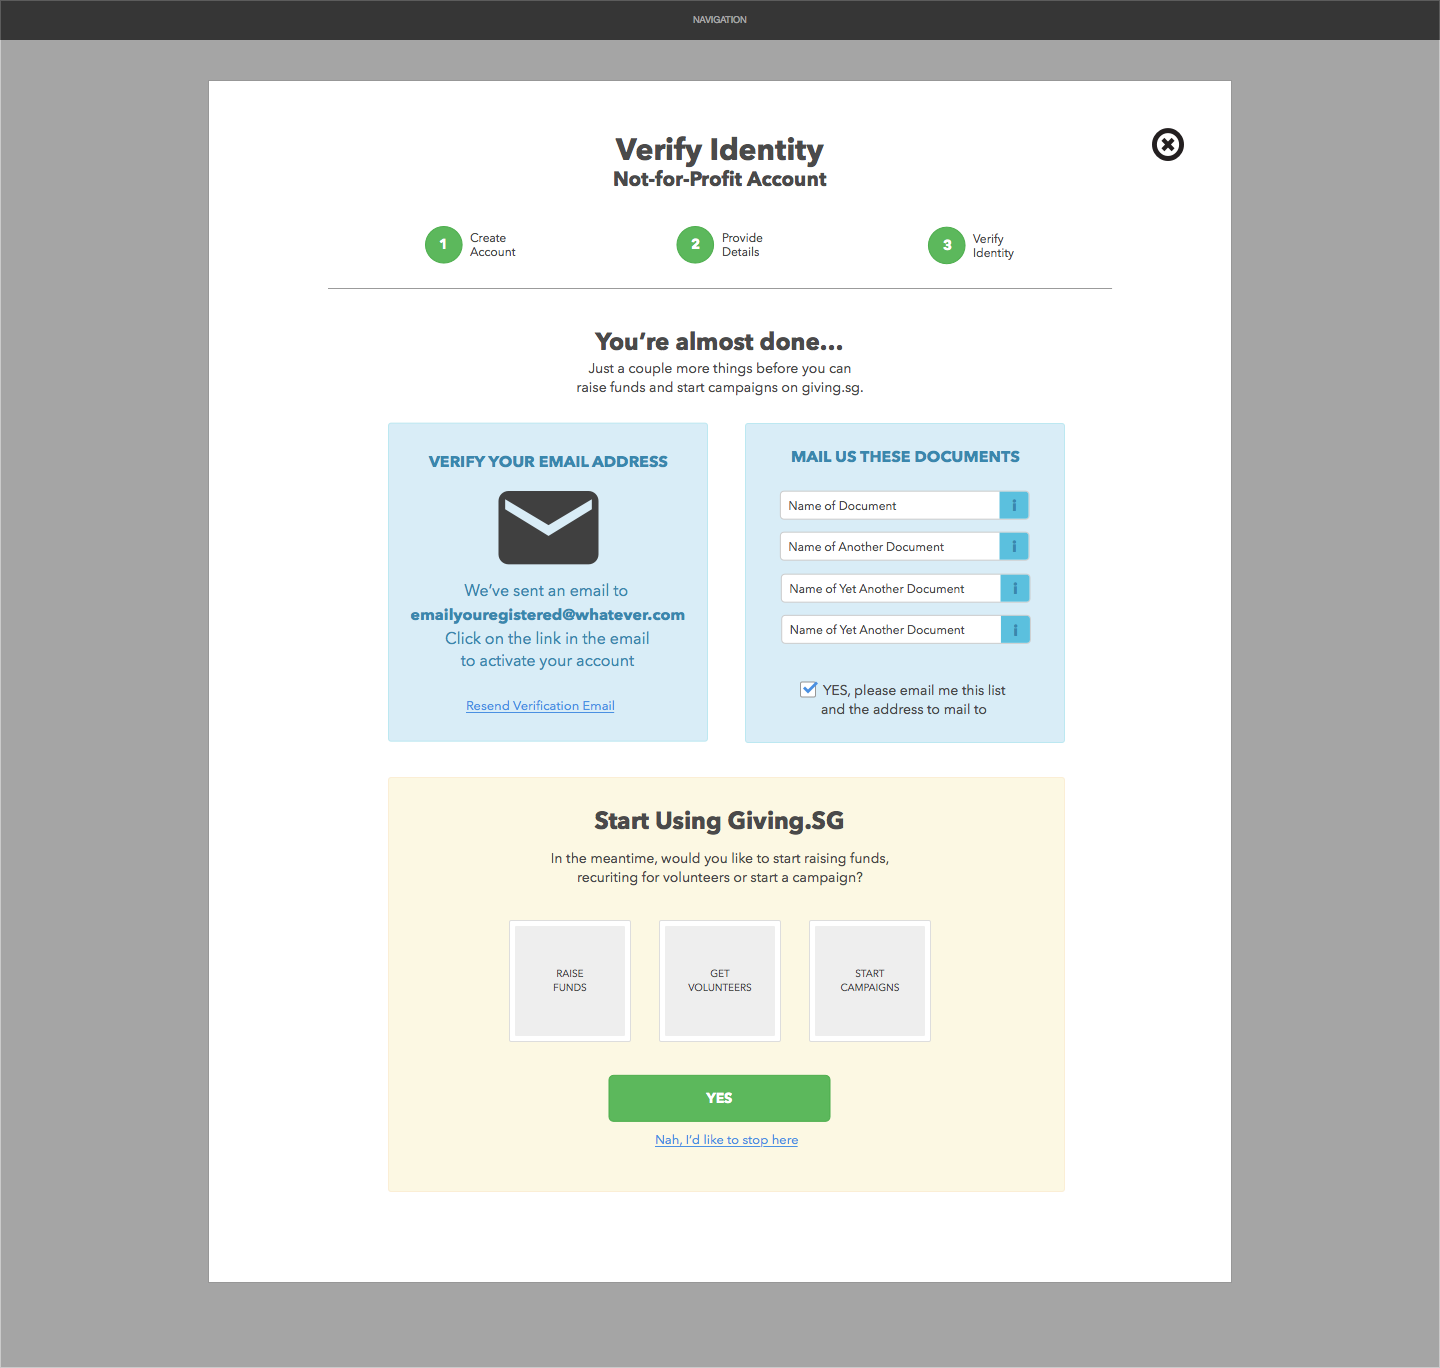 NAVIGATION
Verify Identity
Not-for-Profit Account
1
Create
Account
2
Provide
Details
3
Verify
Identity
You’re almost done...
Just a couple more things before you can
raise funds and start campaigns on giving.sg.
VERIFY YOUR EMAIL ADDRESS
We’ve sent an email to
emailyouregistered@whatever.com
Click on the link in the email
to activate your account
Resend Verification Email
MAIL US THESE DOCUMENTS
Name of Document i
Name of Another Document i
Name of Yet Another Document i
Name of Yet Another Document i
YES, please email me this list
and the address to mail to
Start Using Giving.SG
In the meantime, would you like to start raising funds,
recuriting for volunteers or start a campaign?
RAISE
FUNDS
GET
VOLUNTEERS
START
CAMPAIGNS
YES
Nah, I’d like to stop here